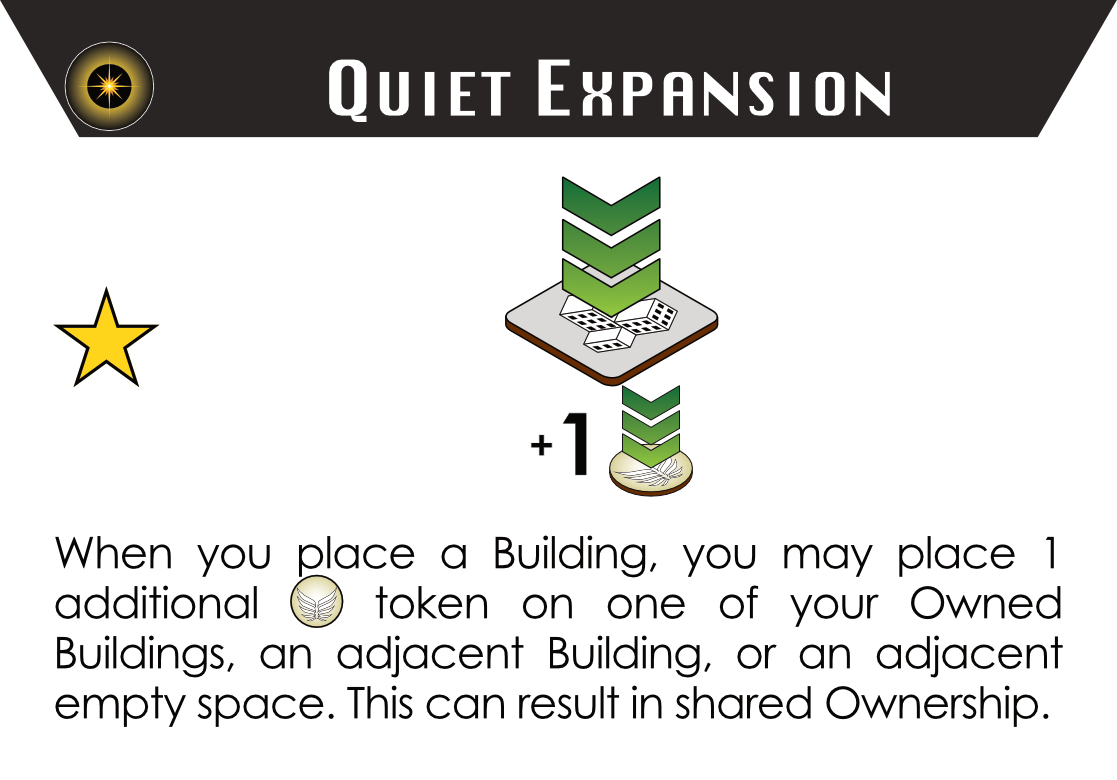 Quiet Expansion
+1
When you place a Building, you may place 1
additional token on one of your Owned
Buildings, an adjacent Building, or an adjacent
empty space. This can result in shared Ownership.